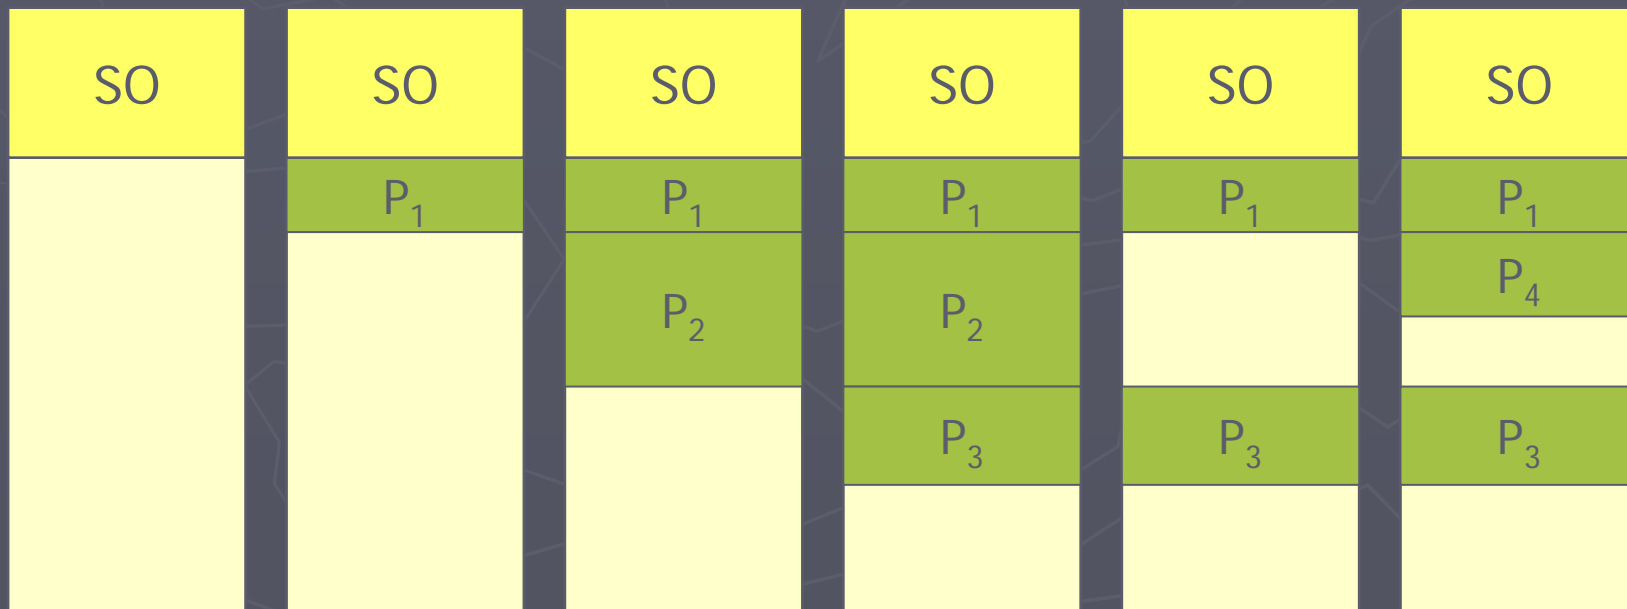 SO SO SO SO SO SO
P₁ P₁ P₁ P₁ P₁
P₄
P₂ P₂
P₃ P₃ P₃